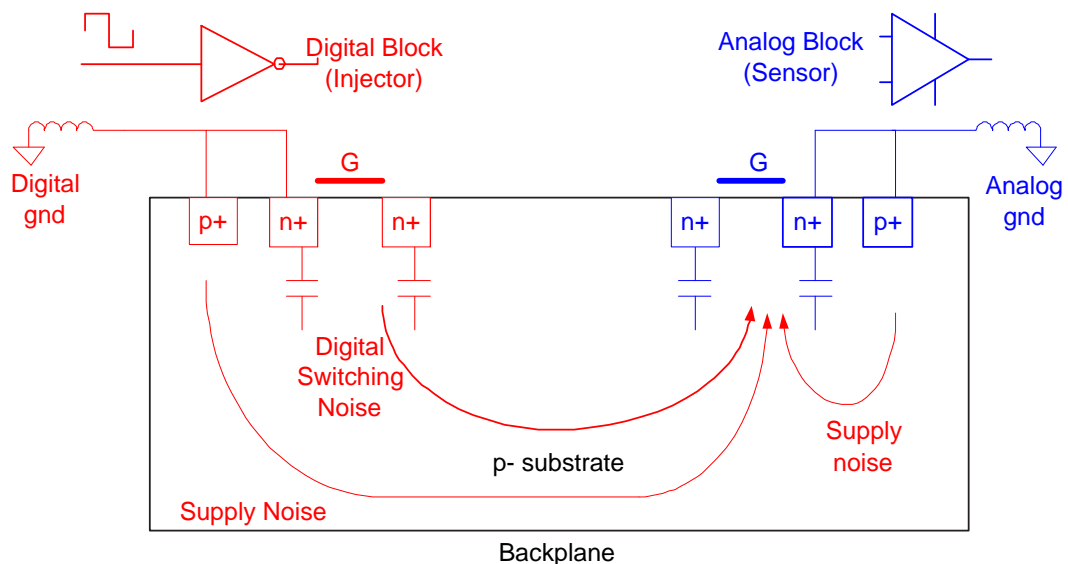 Digital Block
(Injector)
Analog Block
(Sensor)
Digital
gnd
G
G
Analog
gnd
p+
n+
n+
n+
n+
p+
Digital
Switching
Noise
Supply
noise
p- substrate
Supply Noise
Backplane